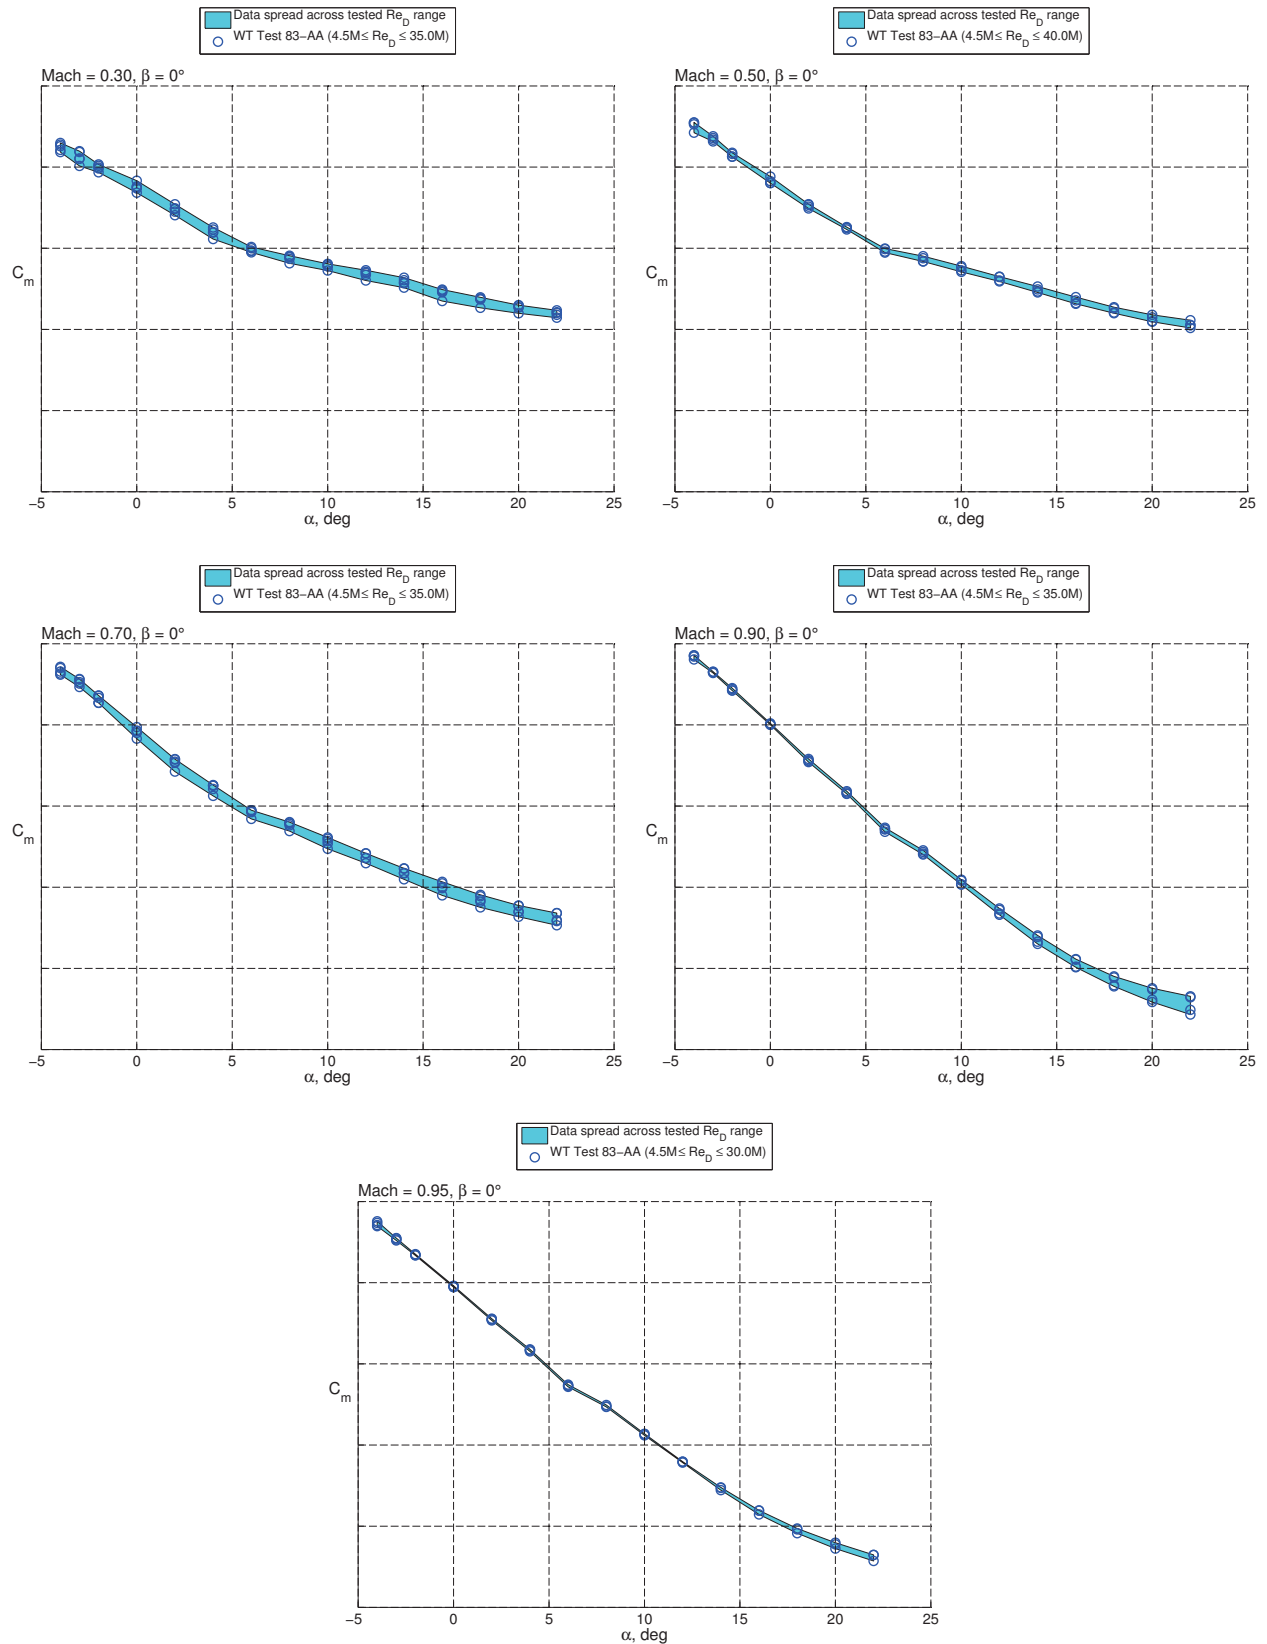 Data spread across tested Re_D range
WT Test 83−AA (4.5M≤ Re_D ≤ 35.0M)
Mach = 0.30, β = 0°
C_m
−5 0 5 10 15 20 25
α, deg
Data spread across tested Re_D range
WT Test 83−AA (4.5M≤ Re_D ≤ 40.0M)
Mach = 0.50, β = 0°
−5 0 5 10 15 20 25
α, deg
Data spread across tested Re_D range
WT Test 83−AA (4.5M≤ Re_D ≤ 35.0M)
Mach = 0.70, β = 0°
C_m
−5 0 5 10 15 20 25
α, deg
Data spread across tested Re_D range
WT Test 83−AA (4.5M≤ Re_D ≤ 35.0M)
Mach = 0.90, β = 0°
−5 0 5 10 15 20 25
α, deg
Data spread across tested Re_D range
WT Test 83−AA (4.5M≤ Re_D ≤ 30.0M)
Mach = 0.95, β = 0°
C_m
−5 0 5 10 15 20 25
α, deg